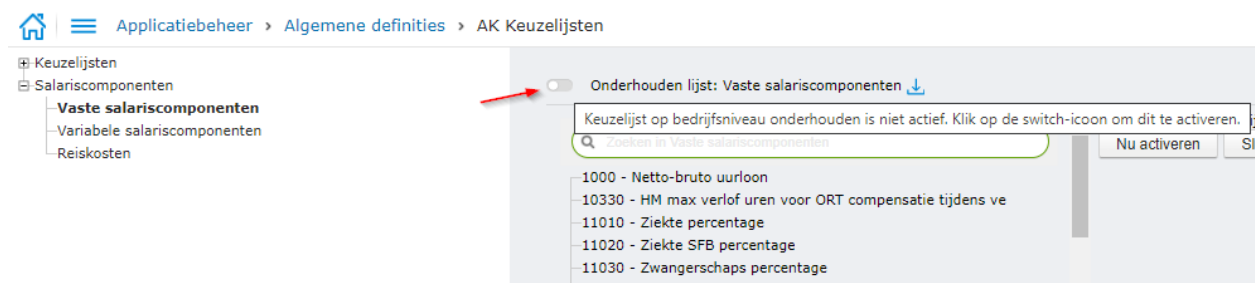 Applicatiebeheer › Algemene definities › AK Keuzelijsten
Keuzelijsten
Salariscomponenten
Vaste salariscomponenten
Variabele salariscomponenten
Reiskosten
Onderhouden lijst: Vaste salariscomponenten
Keuzelijst op bedrijfsniveau onderhouden is niet actief. Klik op de switch-icoon om dit te activeren.
Zoeken in Vaste salariscomponenten
Nu activeren
1000 - Netto-bruto uurloon
10330 - HM max verlof uren voor ORT compensatie tijdens ve
11010 - Ziekte percentage
11020 - Ziekte SFB percentage
11030 - Zwangerschaps percentage